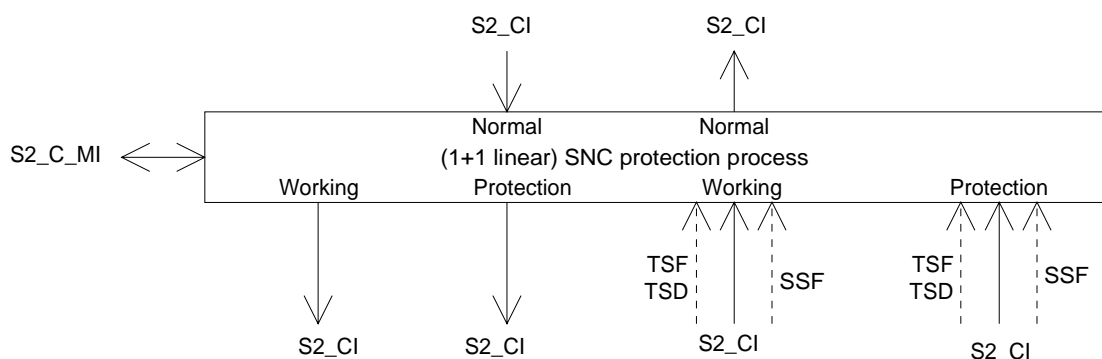 S2_CI S2_CI
Normal Normal
S2_C_MI
(1+1 linear) SNC protection process
Working Protection Working Protection
TSF TSF
SSF SSF
TSD TSD
S2_CI S2_CI S2_CI S2_CI